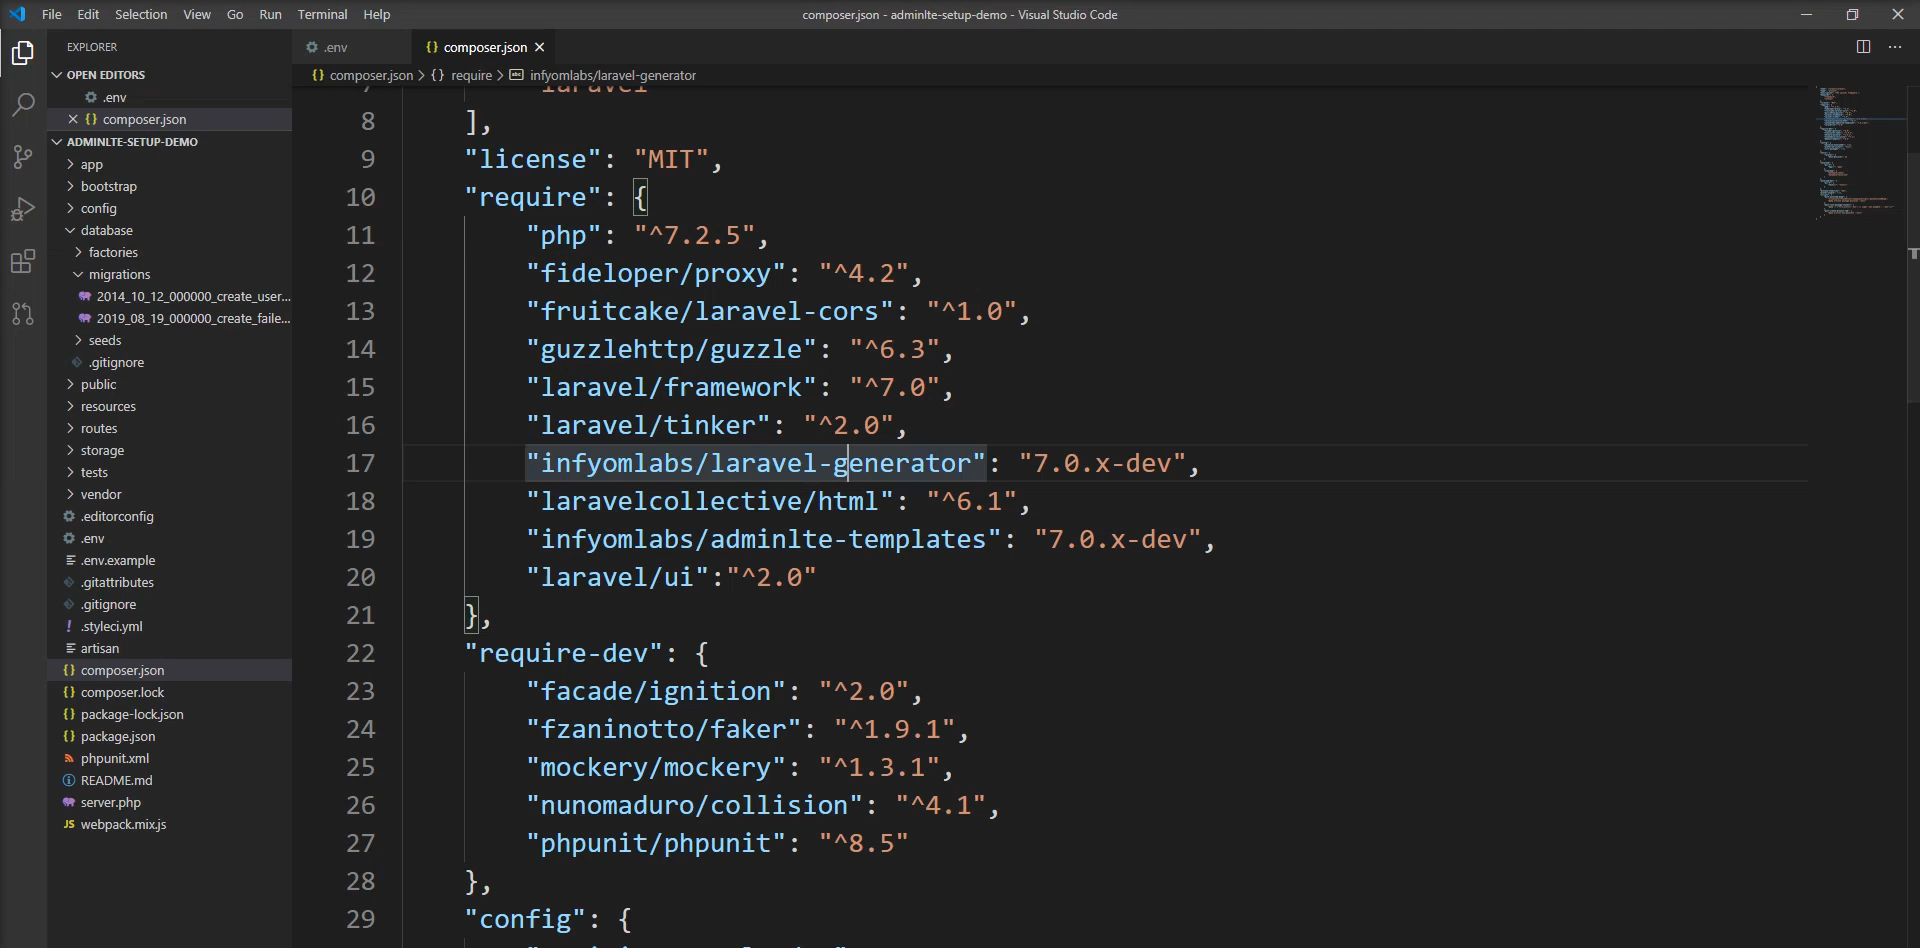 File Edit Selection View Go Run Terminal Help
composer.json - adminlte-setup-demo - Visual Studio Code
EXPLORER
OPEN EDITORS
.env
{} composer.json
ADMINLTE-SETUP-DEMO
app
bootstrap
config
database
factories
migrations
2014_10_12_000000_create_user...
2019_08_19_000000_create_faile...
seeds
.gitignore
public
resources
routes
storage
tests
vendor
.editorconfig
.env
.env.example
.gitattributes
.gitignore
! .styleci.yml
artisan
{} composer.json
{} composer.lock
{} package-lock.json
{} package.json
phpunit.xml
README.md
server.php
JS webpack.mix.js
.env
{} composer.json
{} composer.json > {} require > infyomlabs/laravel-generator
7 "laravel"
8 ],
9 "license": "MIT",
10 "require": {
11 "php": "^7.2.5",
12 "fideloper/proxy": "^4.2",
13 "fruitcake/laravel-cors": "^1.0",
14 "guzzlehttp/guzzle": "^6.3",
15 "laravel/framework": "^7.0",
16 "laravel/tinker": "^2.0",
17 "infyomlabs/laravel-generator": "7.0.x-dev",
18 "laravelcollective/html": "^6.1",
19 "infyomlabs/adminlte-templates": "7.0.x-dev",
20 "laravel/ui":"^2.0"
21 },
22 "require-dev": {
23 "facade/ignition": "^2.0",
24 "fzaninotto/faker": "^1.9.1",
25 "mockery/mockery": "^1.3.1",
26 "nunomaduro/collision": "^4.1",
27 "phpunit/phpunit": "^8.5"
28 },
29 "config": {